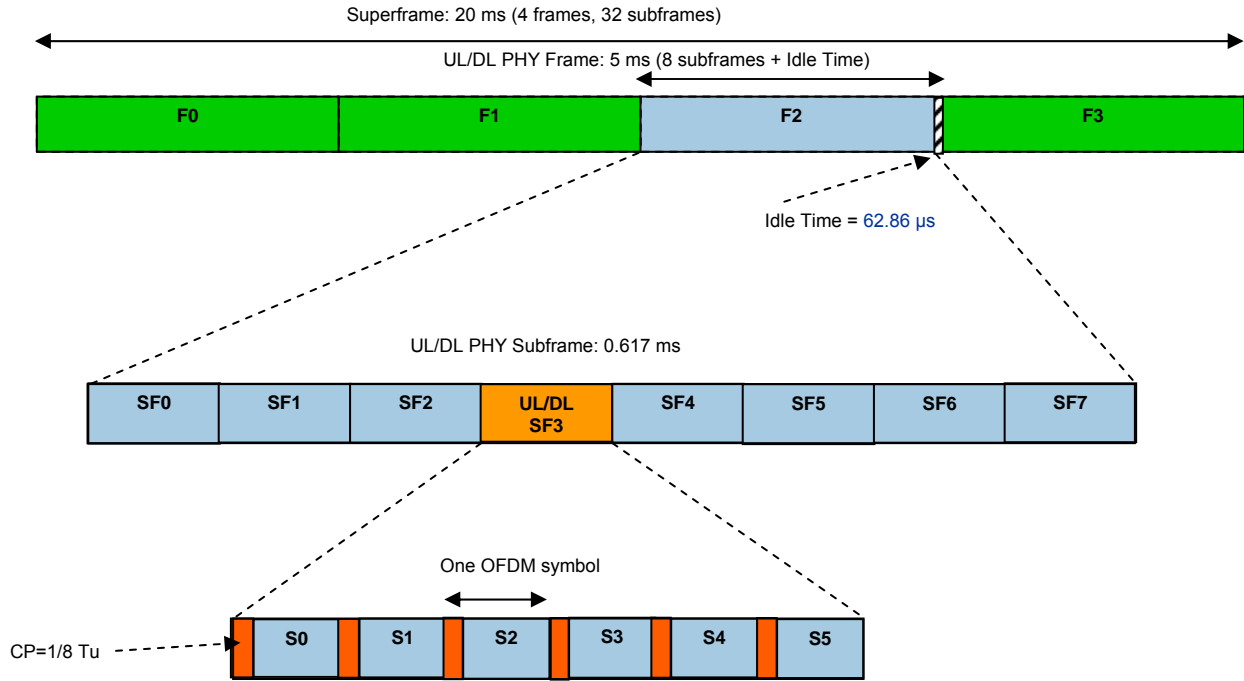 Superframe: 20 ms (4 frames, 32 subframes)
UL/DL PHY Frame: 5 ms (8 subframes + Idle Time)
F0 F1 F2 F3
Idle Time = 62.86 µs
UL/DL PHY Subframe: 0.617 ms
SF0 SF1 SF2 UL/DL SF4 SF5 SF6 SF7
SF3
One OFDM symbol
S0 S1 S2 S3 S4 S5
CP=1/8 Tu